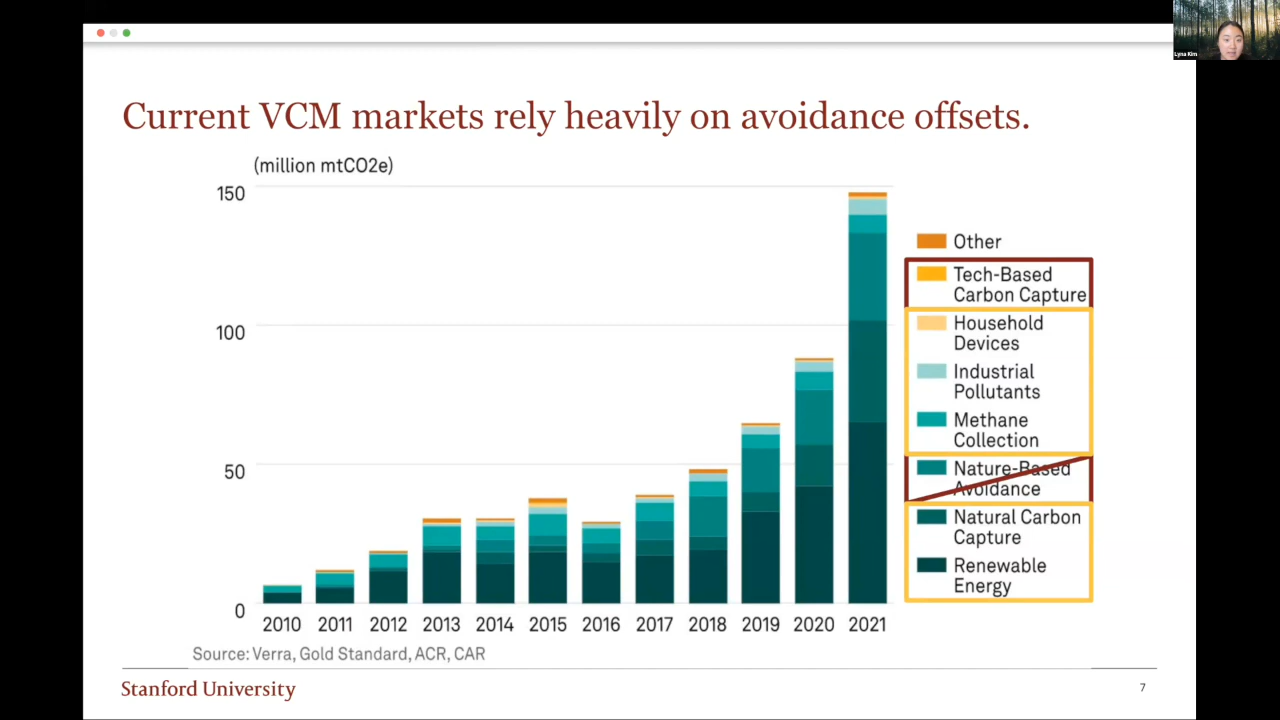 Lyna Kim
Current VCM markets rely heavily on avoidance offsets.
(million mtCO2e)
150
100
50
0
2010 2011 2012 2013 2014 2015 2016 2017 2018 2019 2020 2021
Other
Tech-Based
Carbon Capture
Household
Devices
Industrial
Pollutants
Methane
Collection
Nature-Based
Avoidance
Natural Carbon
Capture
Renewable
Energy
Source: Verra, Gold Standard, ACR, CAR
Stanford University
7